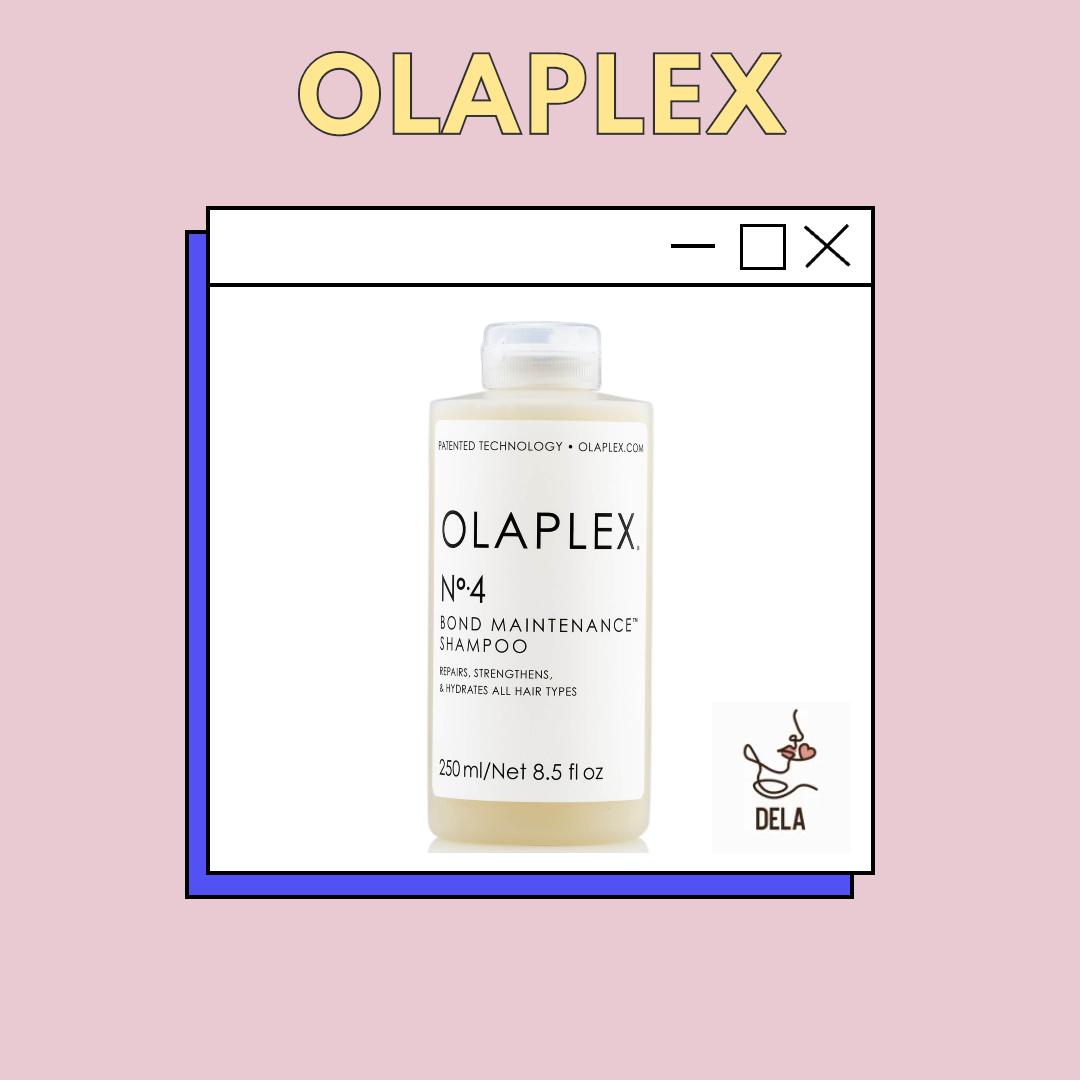 OLAPLEX
PATENTED TECHNOLOGY • OLAPLEX.COM
OLAPLEX®
Nº.4
BOND MAINTENANCE™
SHAMPOO
REPAIRS, STRENGTHENS,
& HYDRATES ALL HAIR TYPES
250 ml/Net 8.5 fl oz
DELA